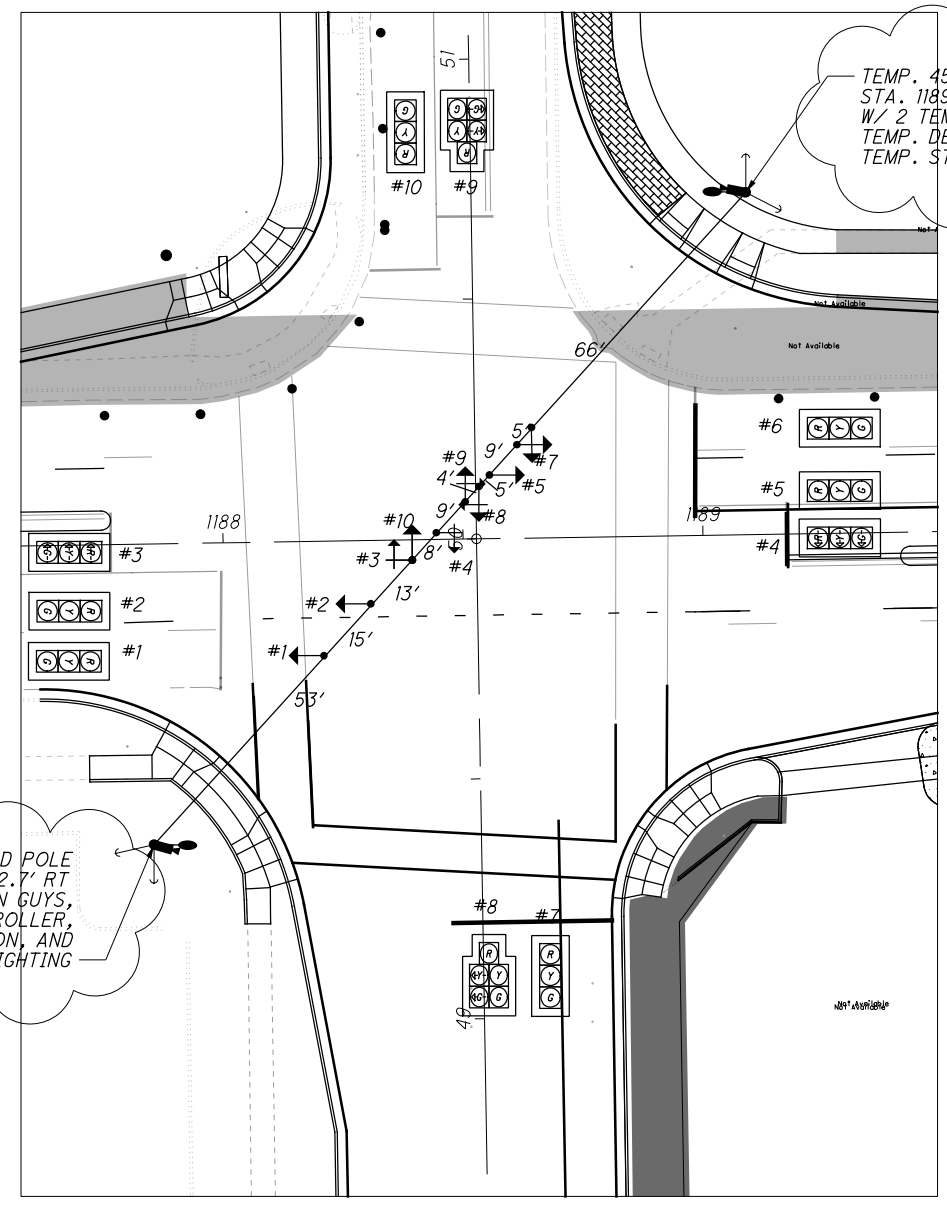 51
TEMP. 45
STA. 1189
W/ 2 TEM
TEMP. DE
TEMP. ST
G
Y
R
G G
Y Y
R
#10 #9
Not A
Not Available
Not Available
66'
#6 R Y G
5'
9'
#7
#9
4'
5' #5
#5 R Y G
9' #8
#10
1188
1189
50
#4 R Y G
G Y R #3
#3 8' #4
13'
G Y R #2
#2
15'
G Y R #1
#1
53'
D POLE
2.7' RT
N GUYS,
ROLLER,
ON, AND
IGHTING
#8 #7
R R
Y Y Y
G G G
49
Not Available
Not Available